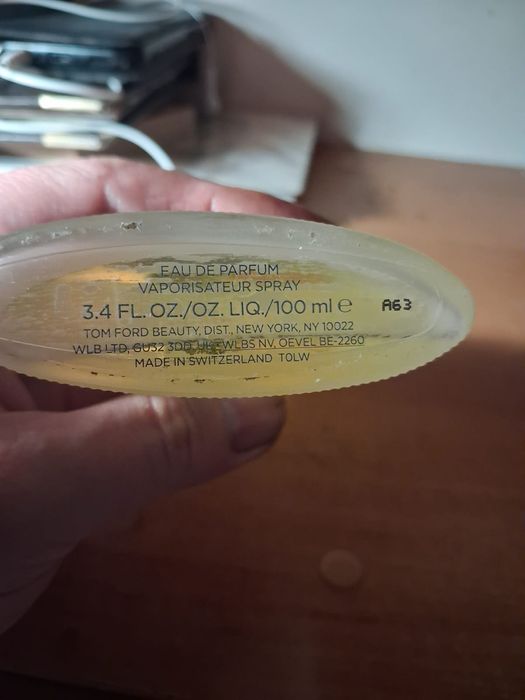 EAU DE PARFUM
VAPORISATEUR SPRAY
3.4 FL. OZ./OZ. LIQ./100 ml ℮
A63
TOM FORD BEAUTY, DIST., NEW YORK, NY 10022
WLB LTD, GU32 3DD, UK - WLBS NV, OEVEL BE-2260
MADE IN SWITZERLAND T0LW